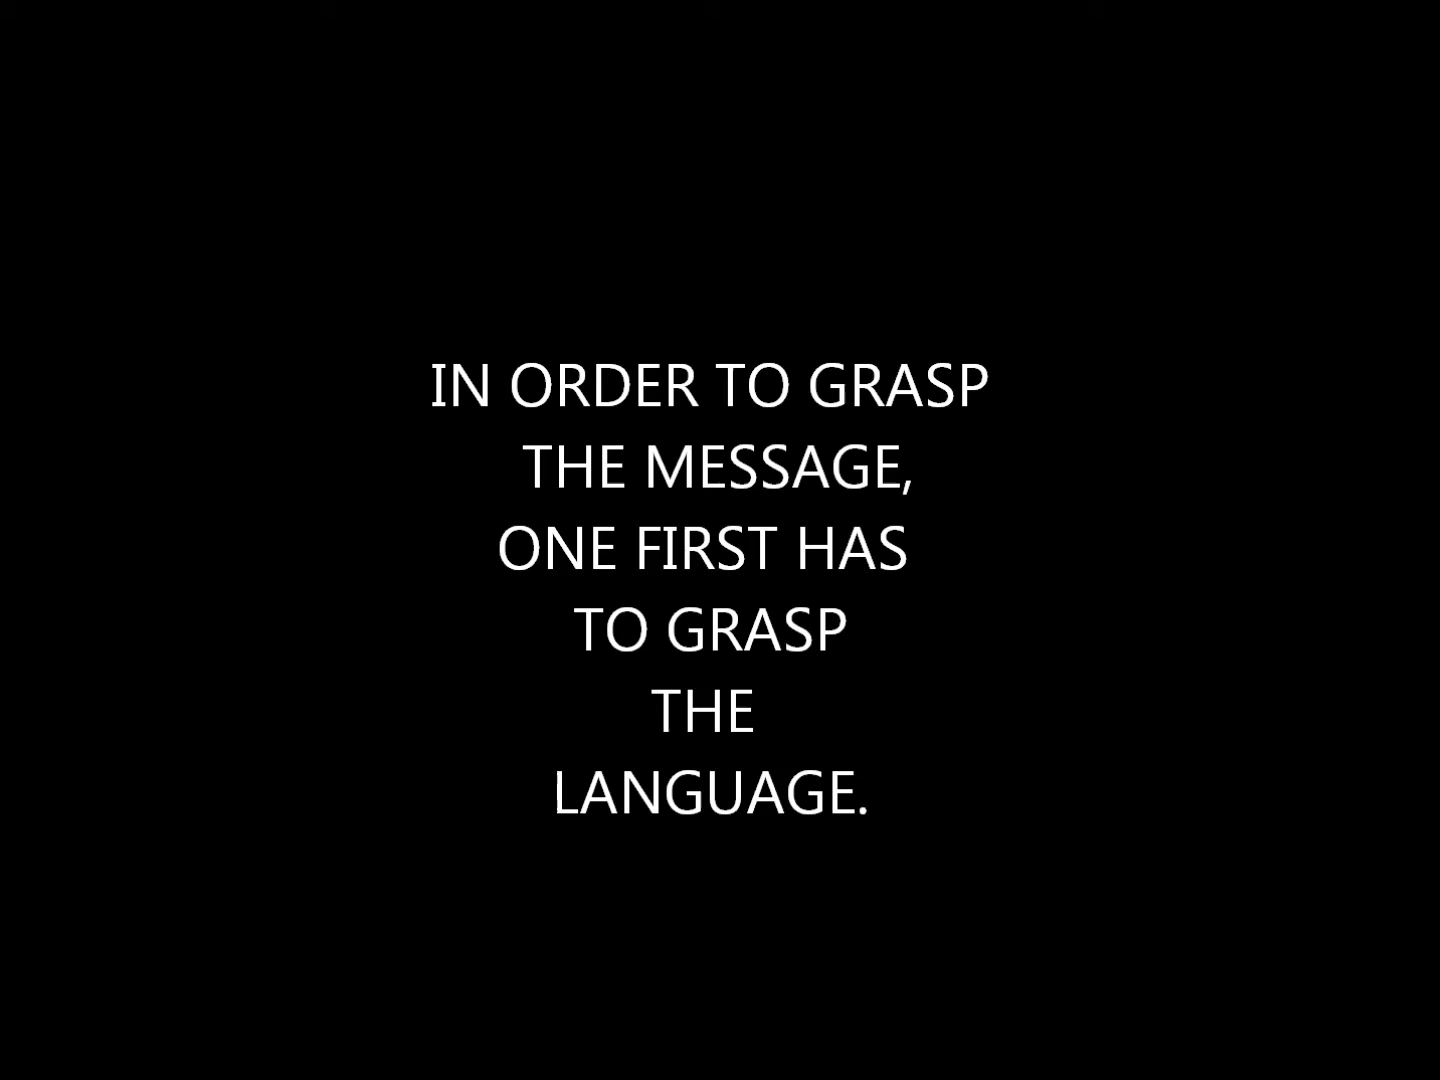 IN ORDER TO GRASP
THE MESSAGE,
ONE FIRST HAS
TO GRASP
THE
LANGUAGE.